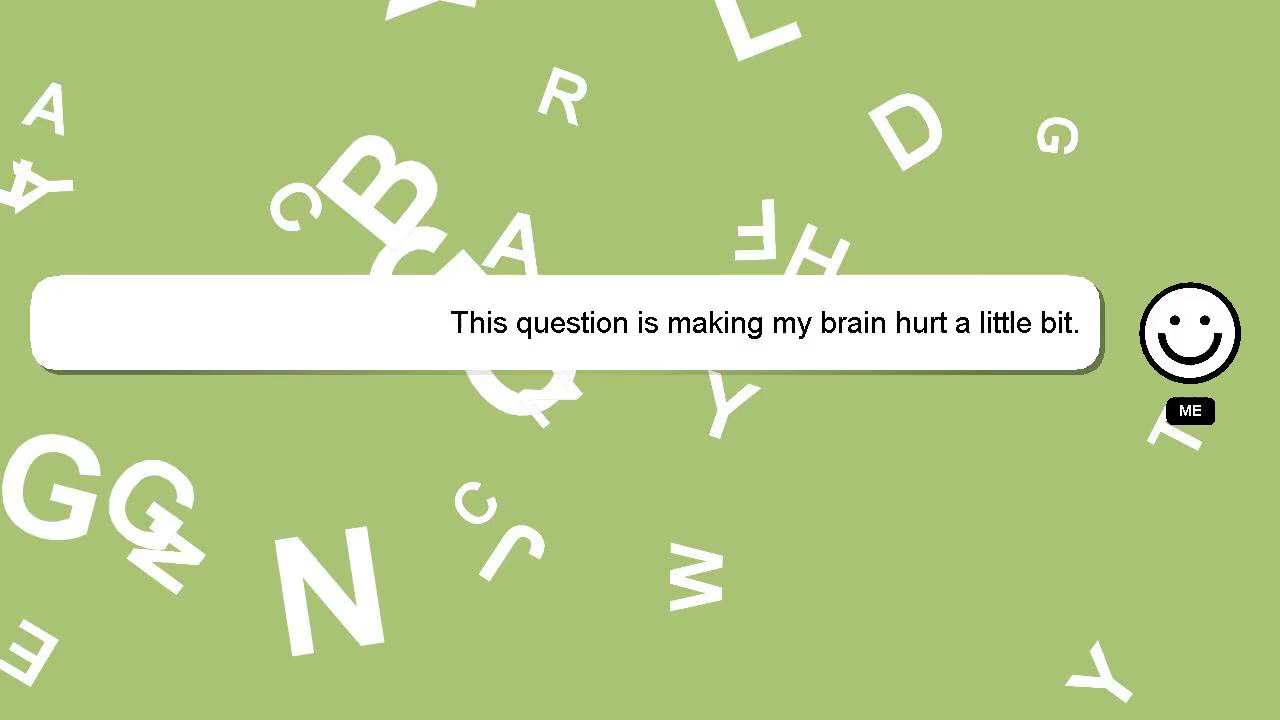 A
L
R
D
G
A
A
Y
C
B
G
A
F
H
This question is making my brain hurt a little bit.
ME
Q
Y
T
G
G
N
N
C
J
W
E
Y